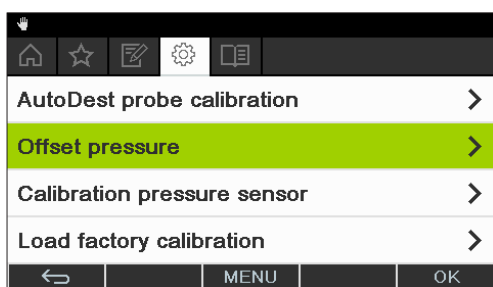 AutoDest probe calibration
Offset pressure
Calibration pressure sensor
Load factory calibration
MENU OK